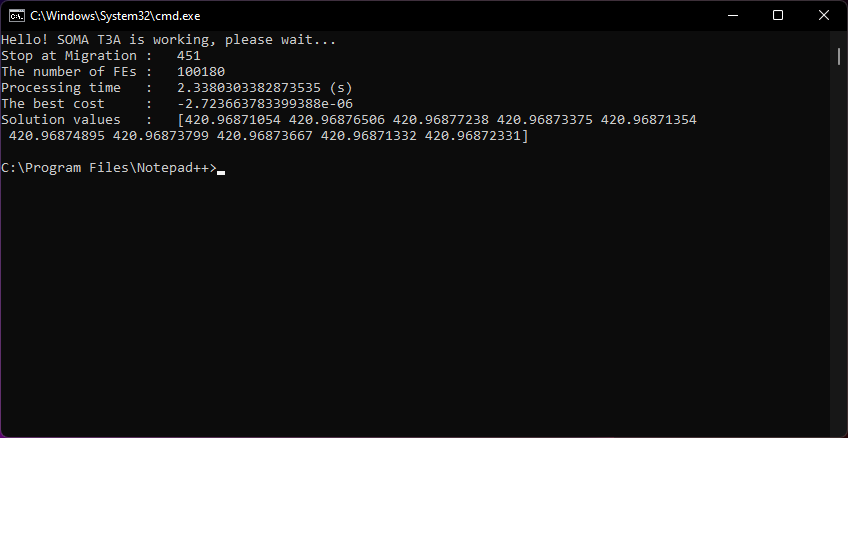 C:\Windows\System32\cmd.exe
Hello! SOMA T3A is working, please wait...
Stop at Migration :   451
The number of FEs :   100180
Processing time   :   2.3380303382873535 (s)
The best cost     :   -2.723663783399388e-06
Solution values   :   [420.96871054 420.96876506 420.96877238 420.96873375 420.96871354
 420.96874895 420.96873799 420.96873667 420.96871332 420.96872331]
C:\Program Files\Notepad++>